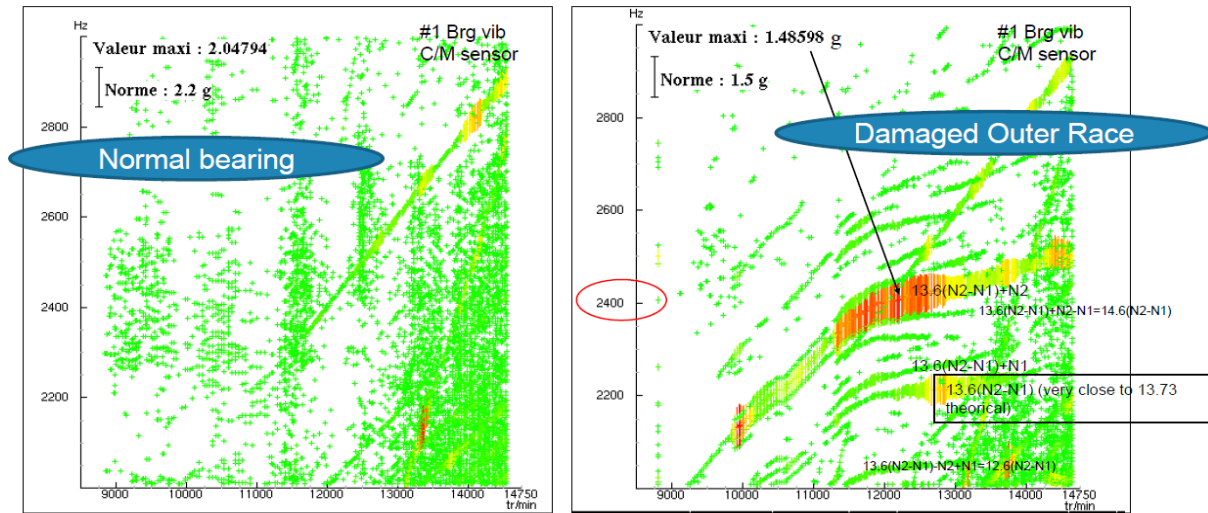 Hz
#1 Brg vib
C/M sensor
Valeur maxi : 2.04794
Norme : 2.2 g
Normal bearing
2800
2600
2400
2200
9000 10000 11000 12000 13000 14000 14750
tr/min
Hz
#1 Brg vib
C/M sensor
Valeur maxi : 1.48598 g
Norme : 1.5 g
Damaged Outer Race
2800
2600
2400
2200
13.6(N2-N1)+N2
13.6(N2-N1)+N2-N1=14.6(N2-N1)
13.6(N2-N1)+N1
13.6(N2-N1) (very close to 13.73
theorical)
13.6(N2-N1)-N2+N1=12.6(N2-N1)
9000 10000 11000 12000 13000 14000 14750
tr/min